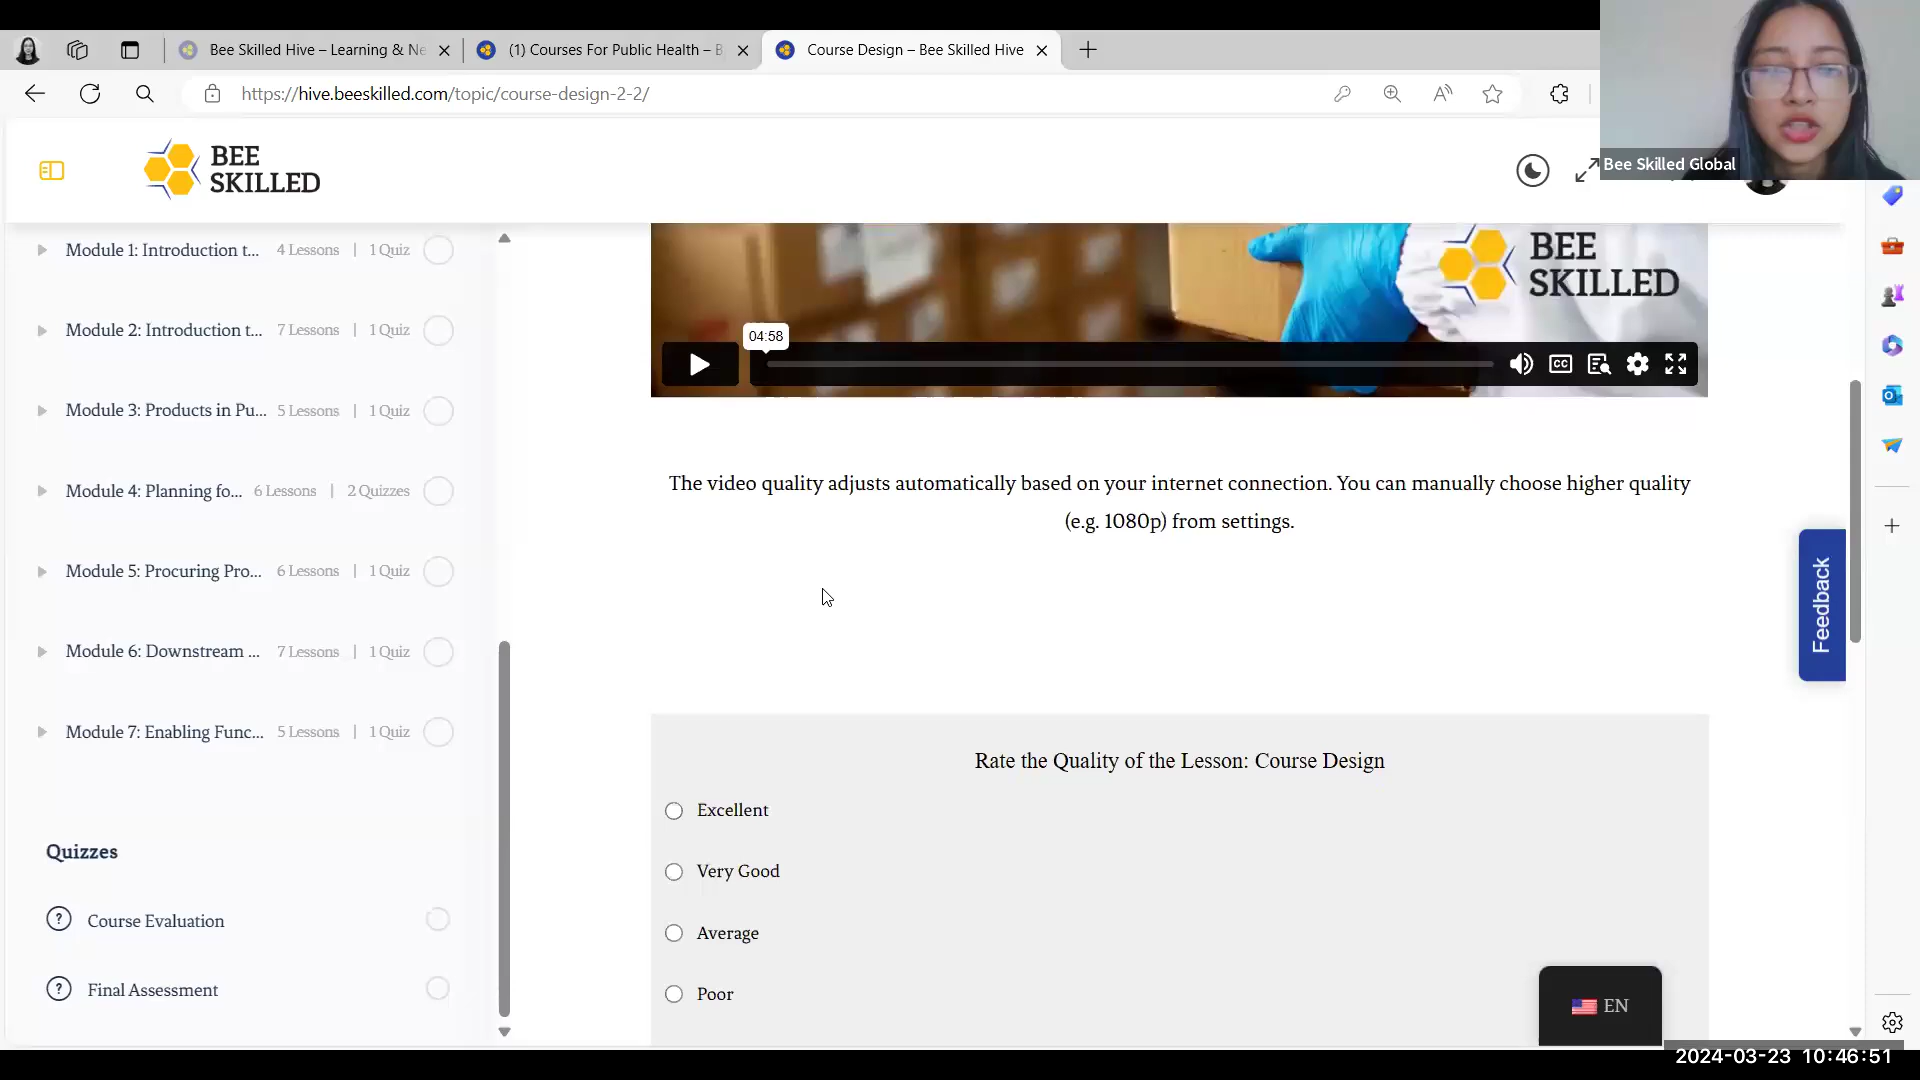 Bee Skilled Hive – Learning & Ne
(1) Courses For Public Health – B
Course Design – Bee Skilled Hive
https://hive.beeskilled.com/topic/course-design-2-2/
Bee Skilled Global
BEE
SKILLED
Module 1: Introduction t... 4 Lessons | 1 Quiz
Module 2: Introduction t... 7 Lessons | 1 Quiz
Module 3: Products in Pu... 5 Lessons | 1 Quiz
Module 4: Planning fo... 6 Lessons | 2 Quizzes
Module 5: Procuring Pro... 6 Lessons | 1 Quiz
Module 6: Downstream ... 7 Lessons | 1 Quiz
Module 7: Enabling Func... 5 Lessons | 1 Quiz
Quizzes
Course Evaluation
Final Assessment
BEE
SKILLED
04:58
CC
The video quality adjusts automatically based on your internet connection. You can manually choose higher quality
(e.g. 1080p) from settings.
Feedback
Rate the Quality of the Lesson: Course Design
Excellent
Very Good
Average
Poor
EN
2024-03-23 10:46:51